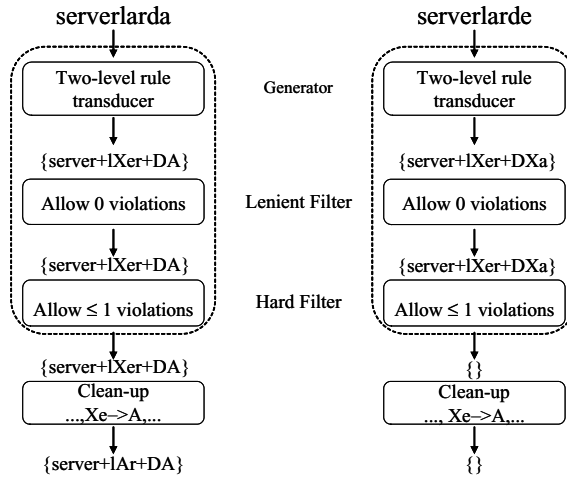 serverlarda
Two-level rule
transducer
{server+lXer+DA}
Allow 0 violations
{server+lXer+DA}
Allow ≤ 1 violations
{server+lXer+DA}
Clean-up
...,Xe–>A,...
{server+lAr+DA}
Generator
Lenient Filter
Hard Filter
serverlarde
Two-level rule
transducer
{server+lXer+DXa}
Allow 0 violations
{server+lXer+DXa}
Allow ≤ 1 violations
{}
Clean-up
..., Xe–> A,...
{}